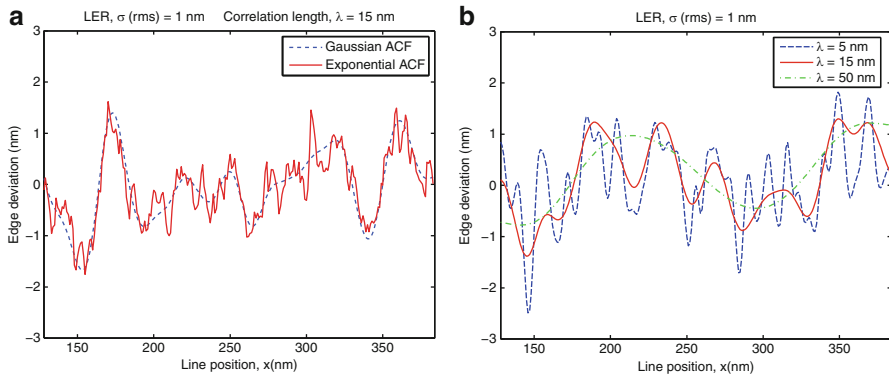 a
LER, σ (rms) = 1 nm Correlation length, λ = 15 nm
Gaussian ACF
Exponential ACF
3
2
1
0
−1
−2
−3
Edge deviation (nm)
150 200 250 300 350
Line position, x(nm)
b
LER, σ (rms) = 1 nm
λ = 5 nm
λ = 15 nm
λ = 50 nm
3
2
1
0
−1
−2
−3
Edge deviation (nm)
150 200 250 300 350
Line position, x(nm)